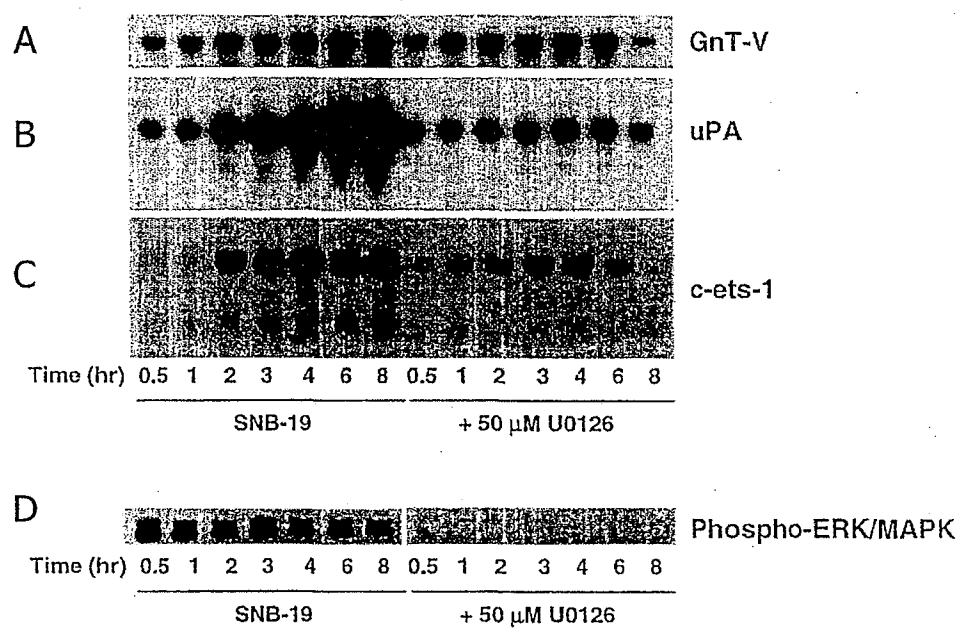 A GnT-V
B uPA
C c-ets-1
Time (hr) 0.5 1 2 3 4 6 8 0.5 1 2 3 4 6 8
SNB-19 + 50 µM U0126
D Phospho-ERK/MAPK
Time (hr) 0.5 1 2 3 4 6 8 0.5 1 2 3 4 6 8
SNB-19 + 50 µM U0126